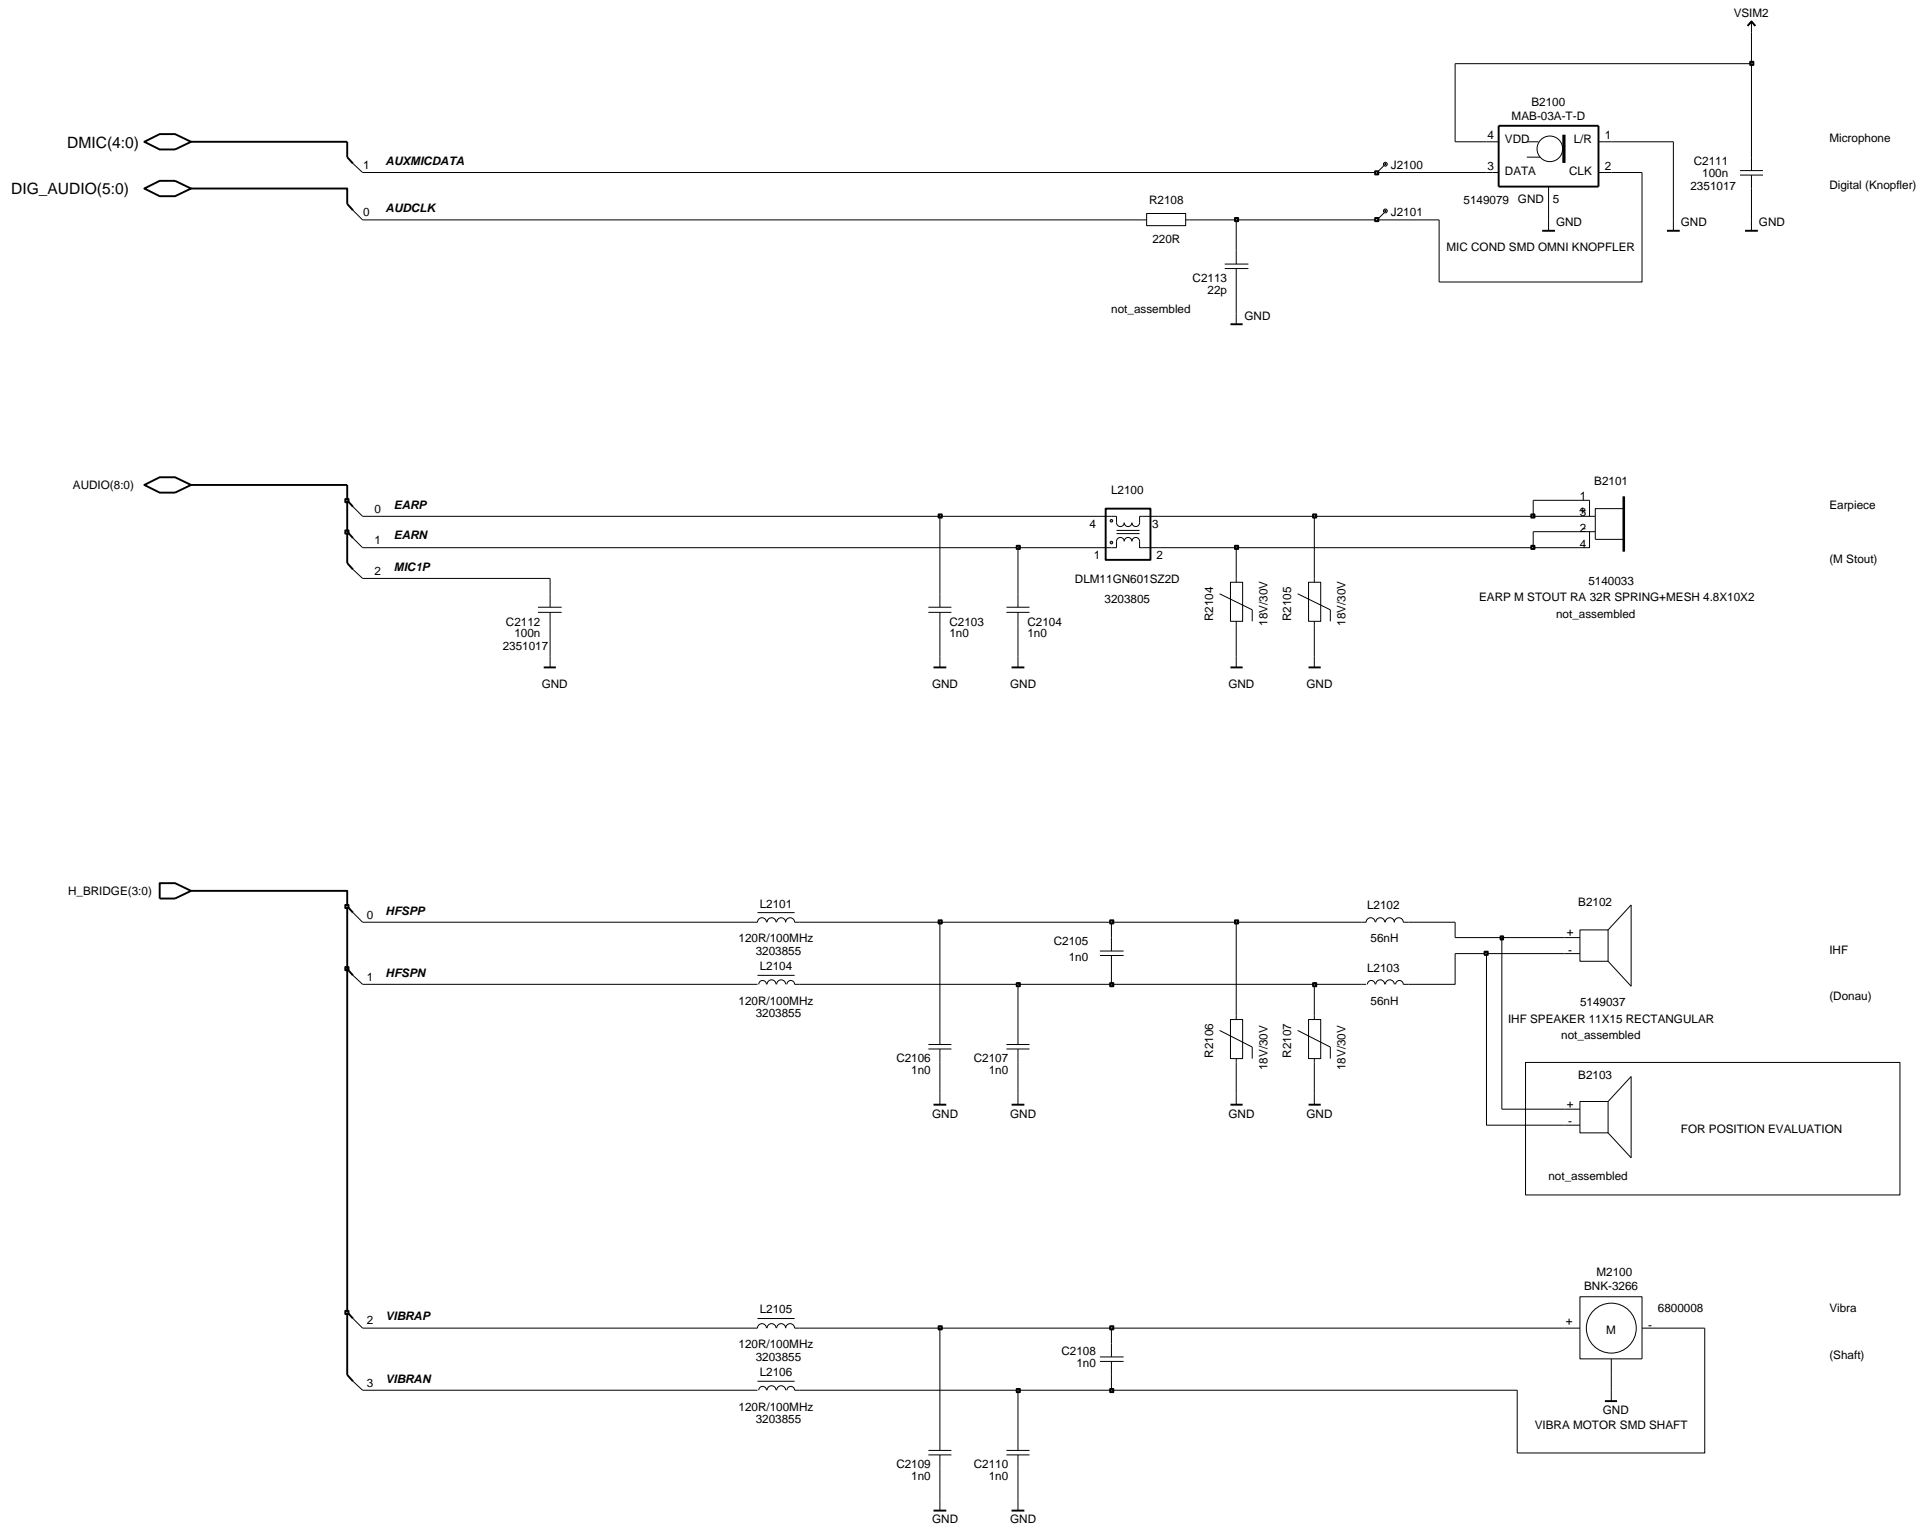 VSIM2
B2100
MAB-03A-T-D
DMIC(4:0)
4 VDD L/R 1
Microphone
1 AUXMICDATA
J2100
3 DATA CLK 2
C2111
100n
2351017
DIG_AUDIO(5:0)
Digital (Knopfler)
0 AUDCLK
R2108
220R
J2101
5149079 GND 5
GND
GND
GND
MIC COND SMD OMNI KNOPFLER
C2113
22p
not_assembled
GND
AUDIO(8:0)
B2101
0 EARP
L2100
4 3
1
3
Earpiece
1 EARN
1 2
2
4
(M Stout)
2 MIC1P
DLM11GN601SZ2D
3203805
5140033
EARP M STOUT RA 32R SPRING+MESH 4.8X10X2
not_assembled
C2112
100n
2351017
GND
C2103
1n0
GND
C2104
1n0
GND
R2104
18V/30V
GND
R2105
18V/30V
GND
H_BRIDGE(3:0)
0 HFSPP
L2101
120R/100MHz
3203855
C2105
1n0
L2102
56nH
B2102
+
-
IHF
1 HFSPN
L2104
120R/100MHz
3203855
L2103
56nH
(Donau)
5149037
IHF SPEAKER 11X15 RECTANGULAR
not_assembled
C2106
1n0
GND
C2107
1n0
GND
R2106
18V/30V
GND
R2107
18V/30V
GND
B2103
+
-
FOR POSITION EVALUATION
not_assembled
M2100
BNK-3266
2 VIBRAP
L2105
120R/100MHz
3203855
+ M -
6800008
Vibra
C2108
1n0
(Shaft)
3 VIBRAN
L2106
120R/100MHz
3203855
GND
VIBRA MOTOR SMD SHAFT
C2109
1n0
GND
C2110
1n0
GND